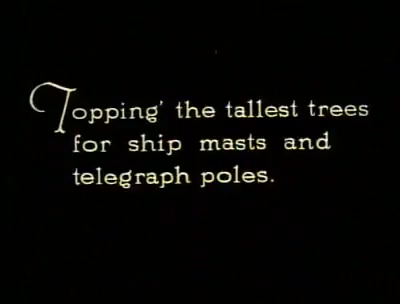 Topping' the tallest trees
for ship masts and
telegraph poles.